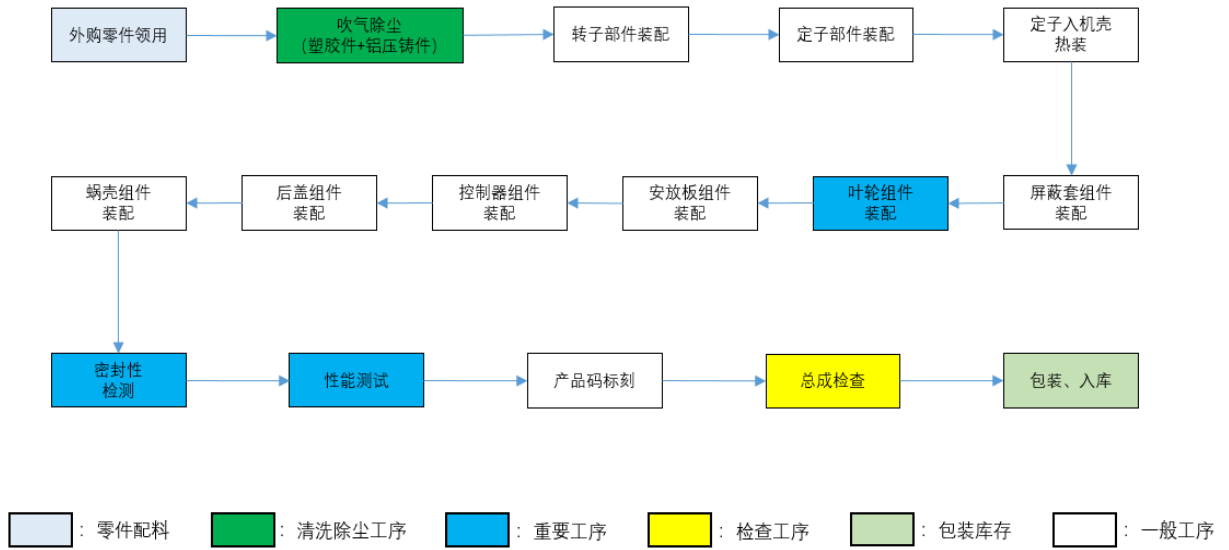 外购零件领用
吹气除尘
（塑胶件+铝压铸件）
转子部件装配
定子部件装配
定子入机壳
热装
蜗壳组件
装配
后盖组件
装配
控制器组件
装配
安放板组件
装配
叶轮组件
装配
屏蔽套组件
装配
密封性
检测
性能测试
产品码标刻
总成检查
包装、入库
：零件配料
：清洗除尘工序
：重要工序
：检查工序
：包装库存
：一般工序